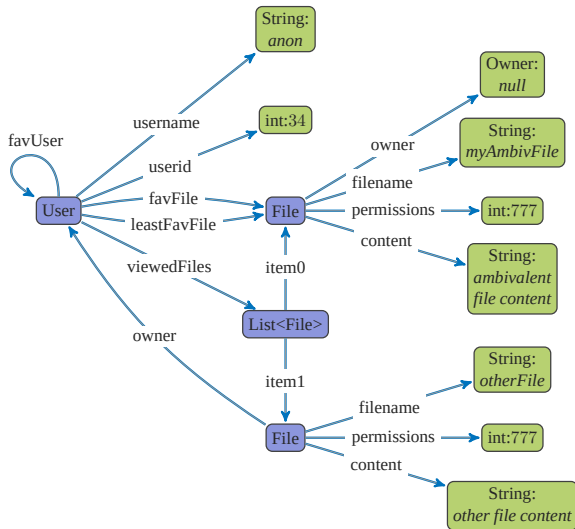 String:
anon
Owner:
null
username
int:34
favUser
userid
owner
String:
myAmbivFile
filename
favFile
User
File
permissions
int:777
leastFavFile
content
viewedFiles
item0
String:
ambivalent
file content
List<File>
owner
item1
String:
otherFile
filename
File
permissions
int:777
content
String:
other file content